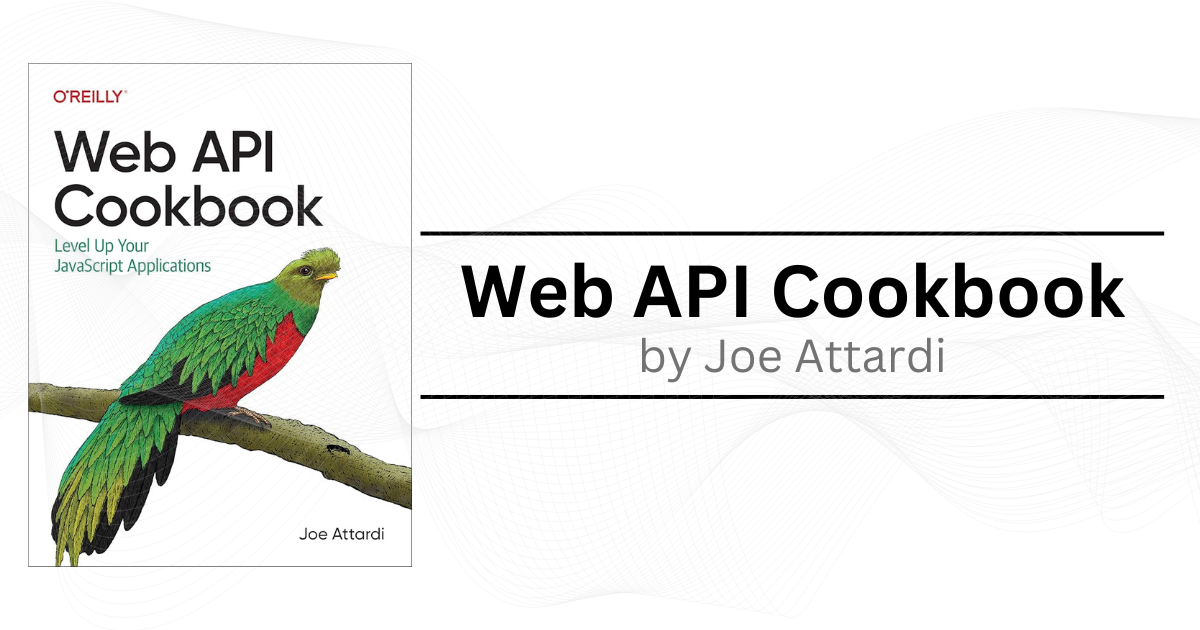 O'REILLY®
Web API
Cookbook
Level Up Your
JavaScript Applications
Joe Attardi
Web API Cookbook
by Joe Attardi